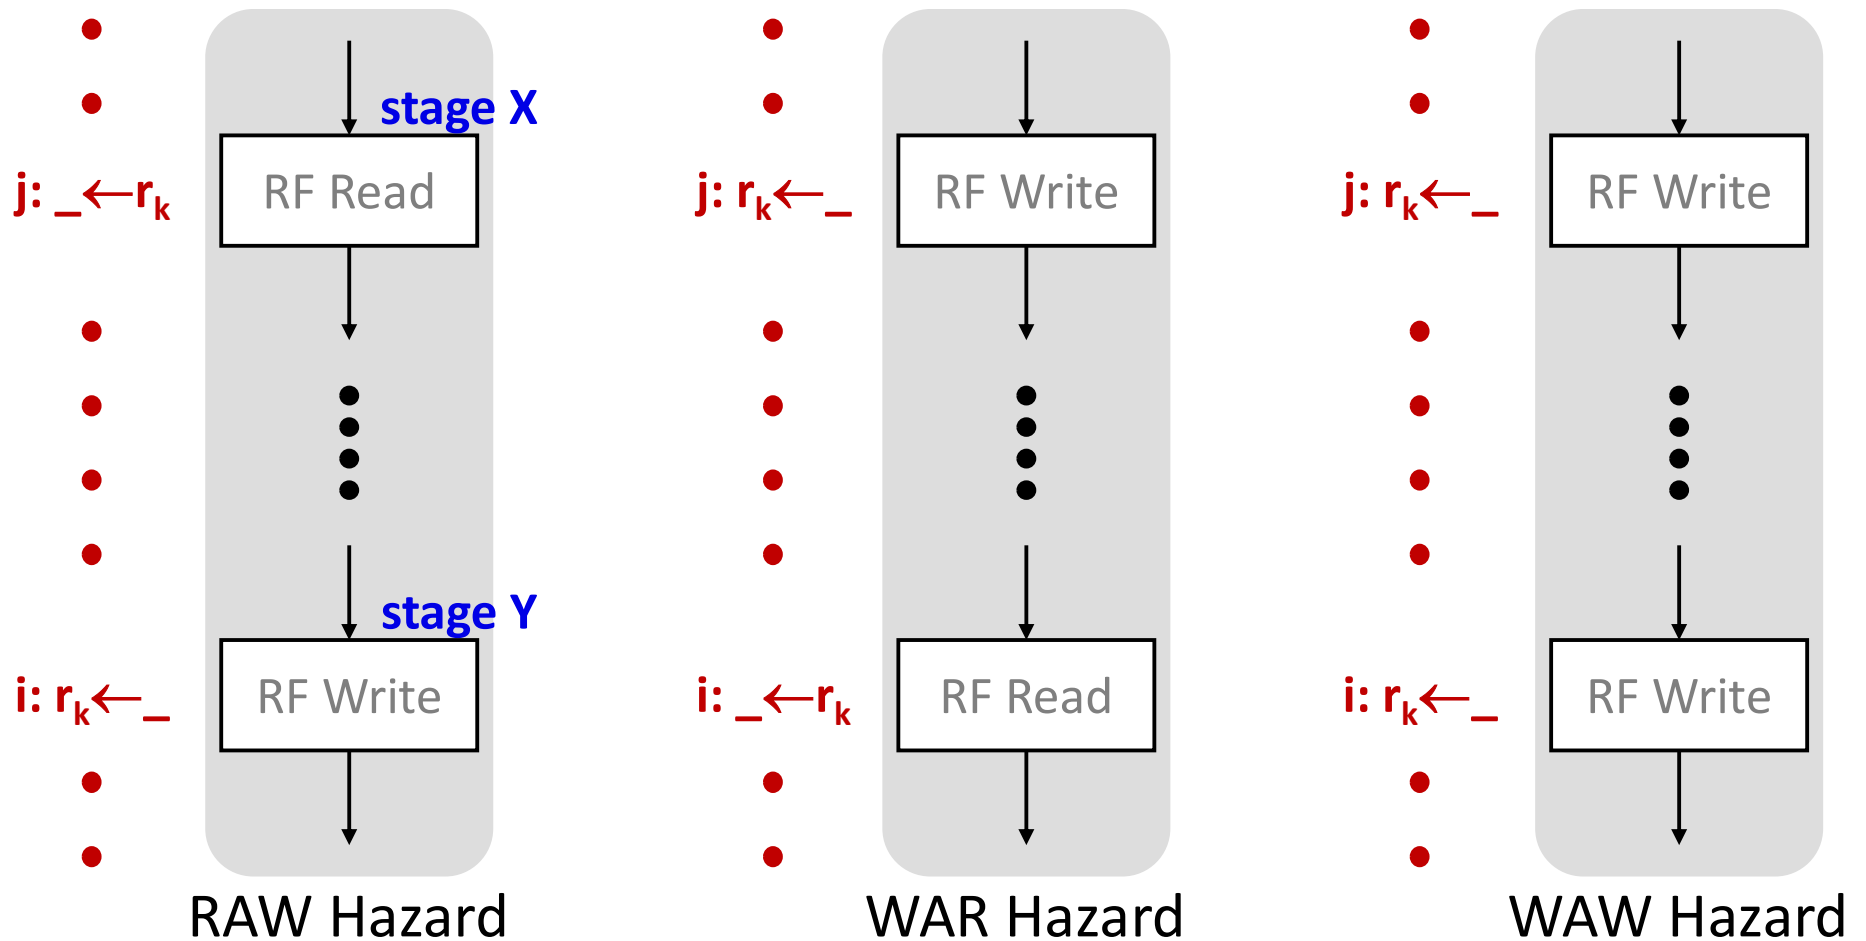 stage X
j: _←rk
RF Read
stage Y
i: rk←_
RF Write
RAW Hazard
j: rk←_
RF Write
i: _←rk
RF Read
WAR Hazard
j: rk←_
RF Write
i: rk←_
RF Write
WAW Hazard